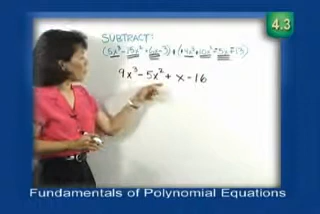 4.3
SUBTRACT:
9x³ - 5x² + x - 16
Fundamentals of Polynomial Equations